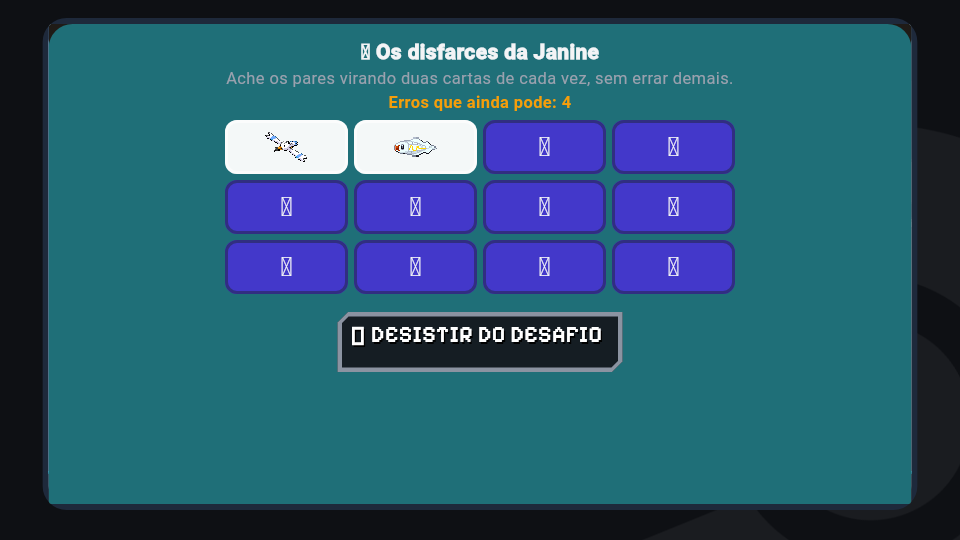 Os disfarces da Janine
Ache os pares virando duas cartas de cada vez, sem errar demais.
Erros que ainda pode: 4
DESISTIR DO DESAFIO